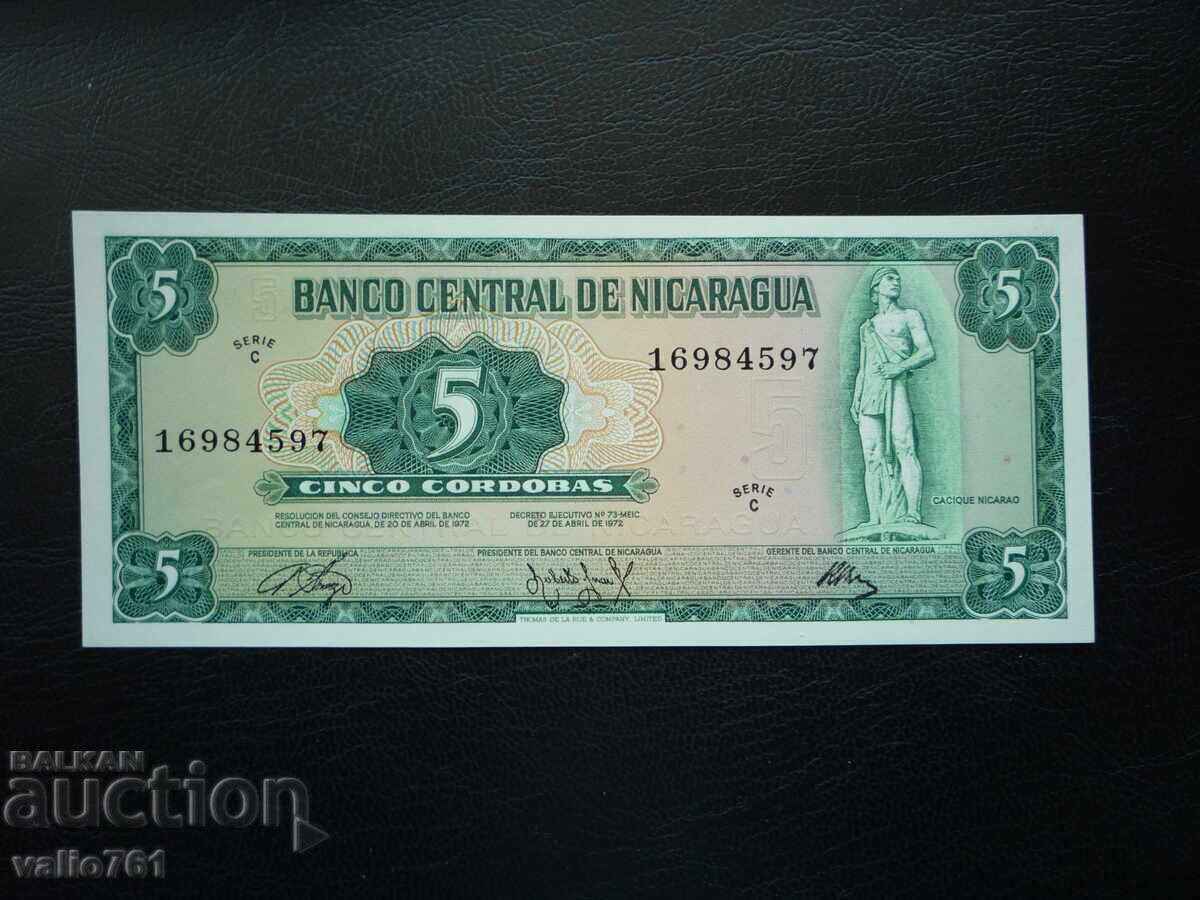 5
5
BANCO CENTRAL DE NICARAGUA
SERIE
C
16984597
5
16984597
SERIE
C
CINCO CORDOBAS
CACIQUE NICARAO
RESOLUCION DEL CONSEJO DIRECTIVO DEL BANCO
CENTRAL DE NICARAGUA, DE 20 DE ABRIL DE 1972
DECRETO EJECUTIVO Nº 73-MEIC
DE 27 DE ABRIL DE 1972
5
5
PRESIDENTE DE LA REPUBLICA
PRESIDENTE DEL BANCO CENTRAL DE NICARAGUA
GERENTE DEL BANCO CENTRAL DE NICARAGUA
THOMAS DE LA RUE & COMPANY, LIMITED
BALKAN
auction
valio761